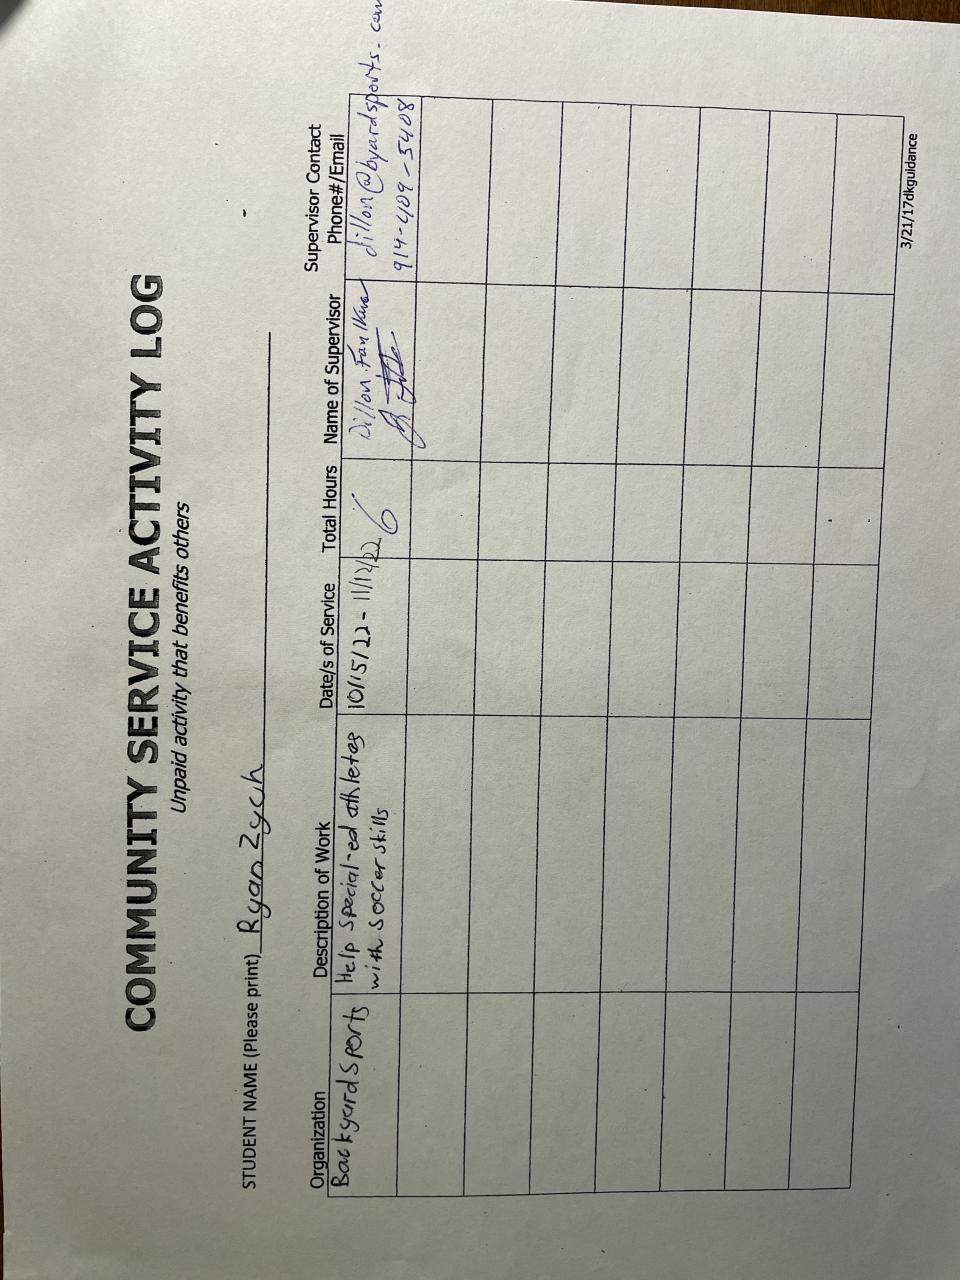 COMMUNITY SERVICE ACTIVITY LOG
Unpaid activity that benefits others
STUDENT NAME (Please print) Ryan Zych
Organization
Description of Work
Date/s of Service
Total Hours
Name of Supervisor
Supervisor Contact
Phone#/Email
Backyard Sports
Help special-ed athletes
with soccer skills
10/15/22 - 11/12/22
6
Dillon
dillon@byardsports.com
914-409-5408
3/21/17dkguidance